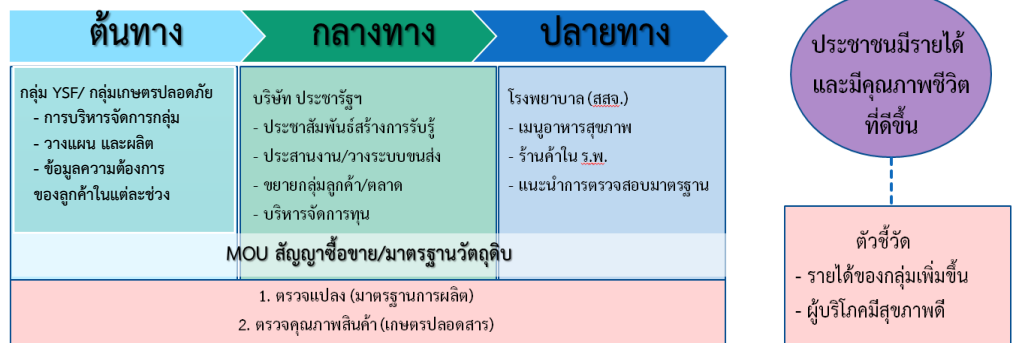 ต้นทาง
กลางทาง
ปลายทาง
กลุ่ม YSF/ กลุ่มเกษตรปลอดภัย
- การบริหารจัดการกลุ่ม
- วางแผน และผลิต
- ข้อมูลความต้องการ
ของลูกค้าในแต่ละช่วง
บริษัท ประชารัฐฯ
- ประชาสัมพันธ์สร้างการรับรู้
- ประสานงาน/วางระบบขนส่ง
- ขยายกลุ่มลูกค้า/ตลาด
- บริหารจัดการทุน
โรงพยาบาล (สสจ.)
- เมนูอาหารสุขภาพ
- ร้านค้าใน ร.พ.
- แนะนำการตรวจสอบมาตรฐาน
MOU สัญญาซื้อขาย/มาตรฐานวัตถุดิบ
1. ตรวจแปลง (มาตรฐานการผลิต)
2. ตรวจคุณภาพสินค้า (เกษตรปลอดสาร)
ประชาชนมีรายได้
และมีคุณภาพชีวิต
ที่ดีขึ้น
ตัวชี้วัด
- รายได้ของกลุ่มเพิ่มขึ้น
- ผู้บริโภคมีสุขภาพดี